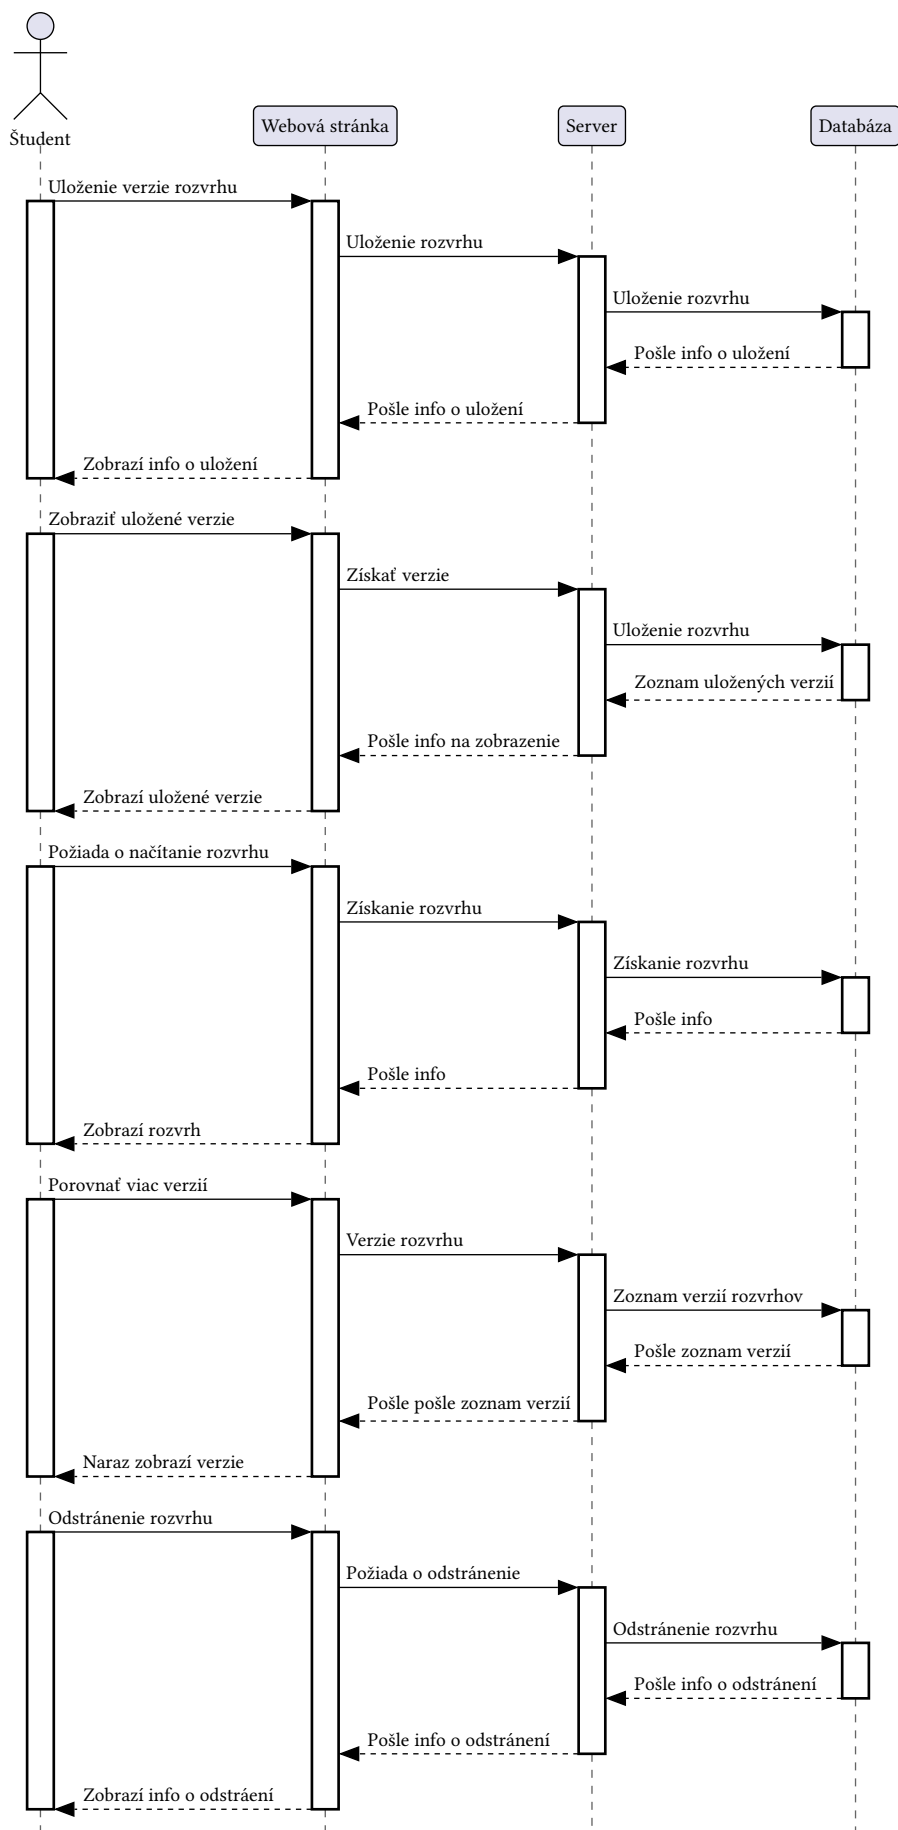 Študent
Webová stránka
Server
Databáza
Uloženie verzie rozvrhu
Uloženie rozvrhu
Uloženie rozvrhu
Pošle info o uložení
Pošle info o uložení
Zobrazí info o uložení
Zobraziť uložené verzie
Získať verzie
Uloženie rozvrhu
Zoznam uložených verzií
Pošle info na zobrazenie
Zobrazí uložené verzie
Požiada o načítanie rozvrhu
Získanie rozvrhu
Získanie rozvrhu
Pošle info
Pošle info
Zobrazí rozvrh
Porovnať viac verzií
Verzie rozvrhu
Zoznam verzií rozvrhov
Pošle zoznam verzií
Pošle pošle zoznam verzií
Naraz zobrazí verzie
Odstránenie rozvrhu
Požiada o odstránenie
Odstránenie rozvrhu
Pošle info o odstránení
Pošle info o odstránení
Zobrazí info o odstráení